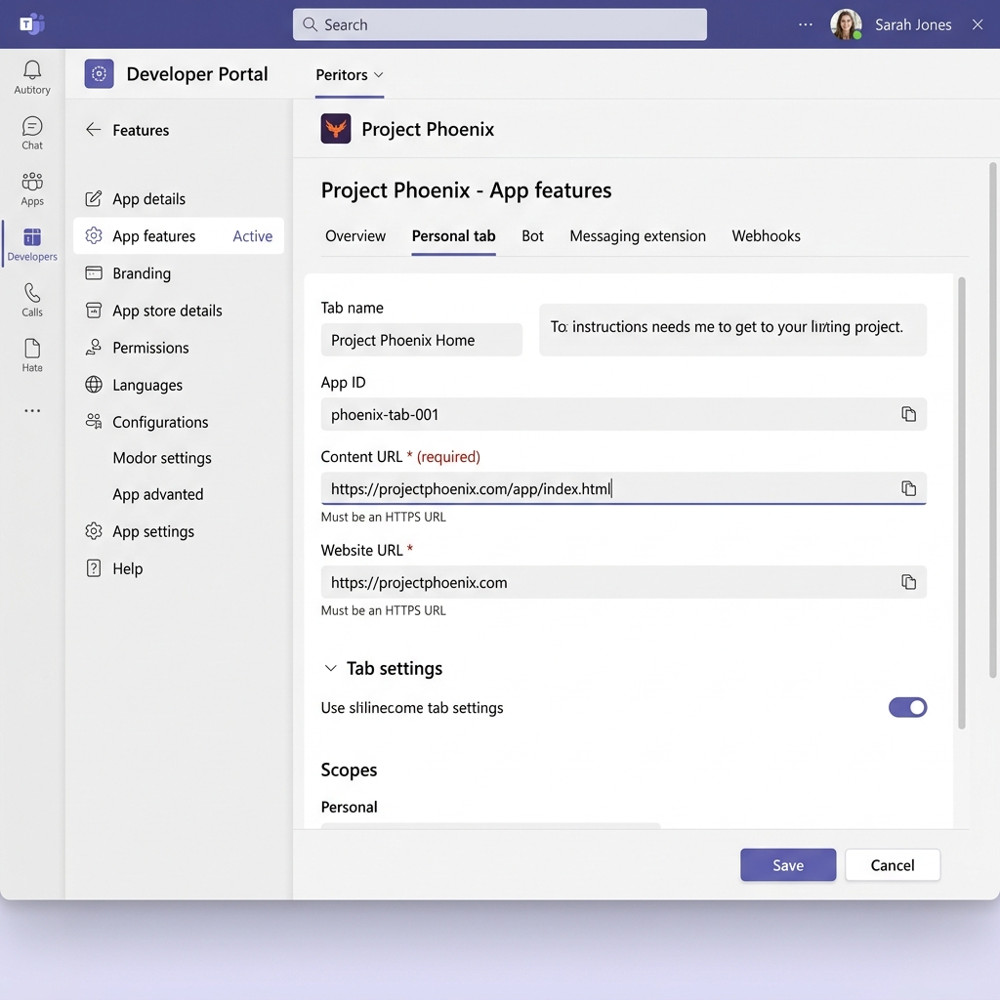 T
Search
...
Sarah Jones
Aubtory
Chat
Apps
Developers
Calls
Hate
...
Developer Portal
Peritors
Features
App details
App features Active
Branding
App store details
Permissions
Languages
Configurations
Modor settings
App advanted
App settings
Help
Project Phoenix
Project Phoenix - App features
Overview Personal tab Bot Messaging extension Webhooks
Tab name
Project Phoenix Home
To: instructions needs me to get to your project.
App ID
phoenix-tab-001
Content URL * (required)
https://projectphoenix.com/app/index.html
Must be an HTTPS URL
Website URL *
https://projectphoenix.com
Must be an HTTPS URL
Tab settings
Use tab settings
Scopes
Personal
Save Cancel